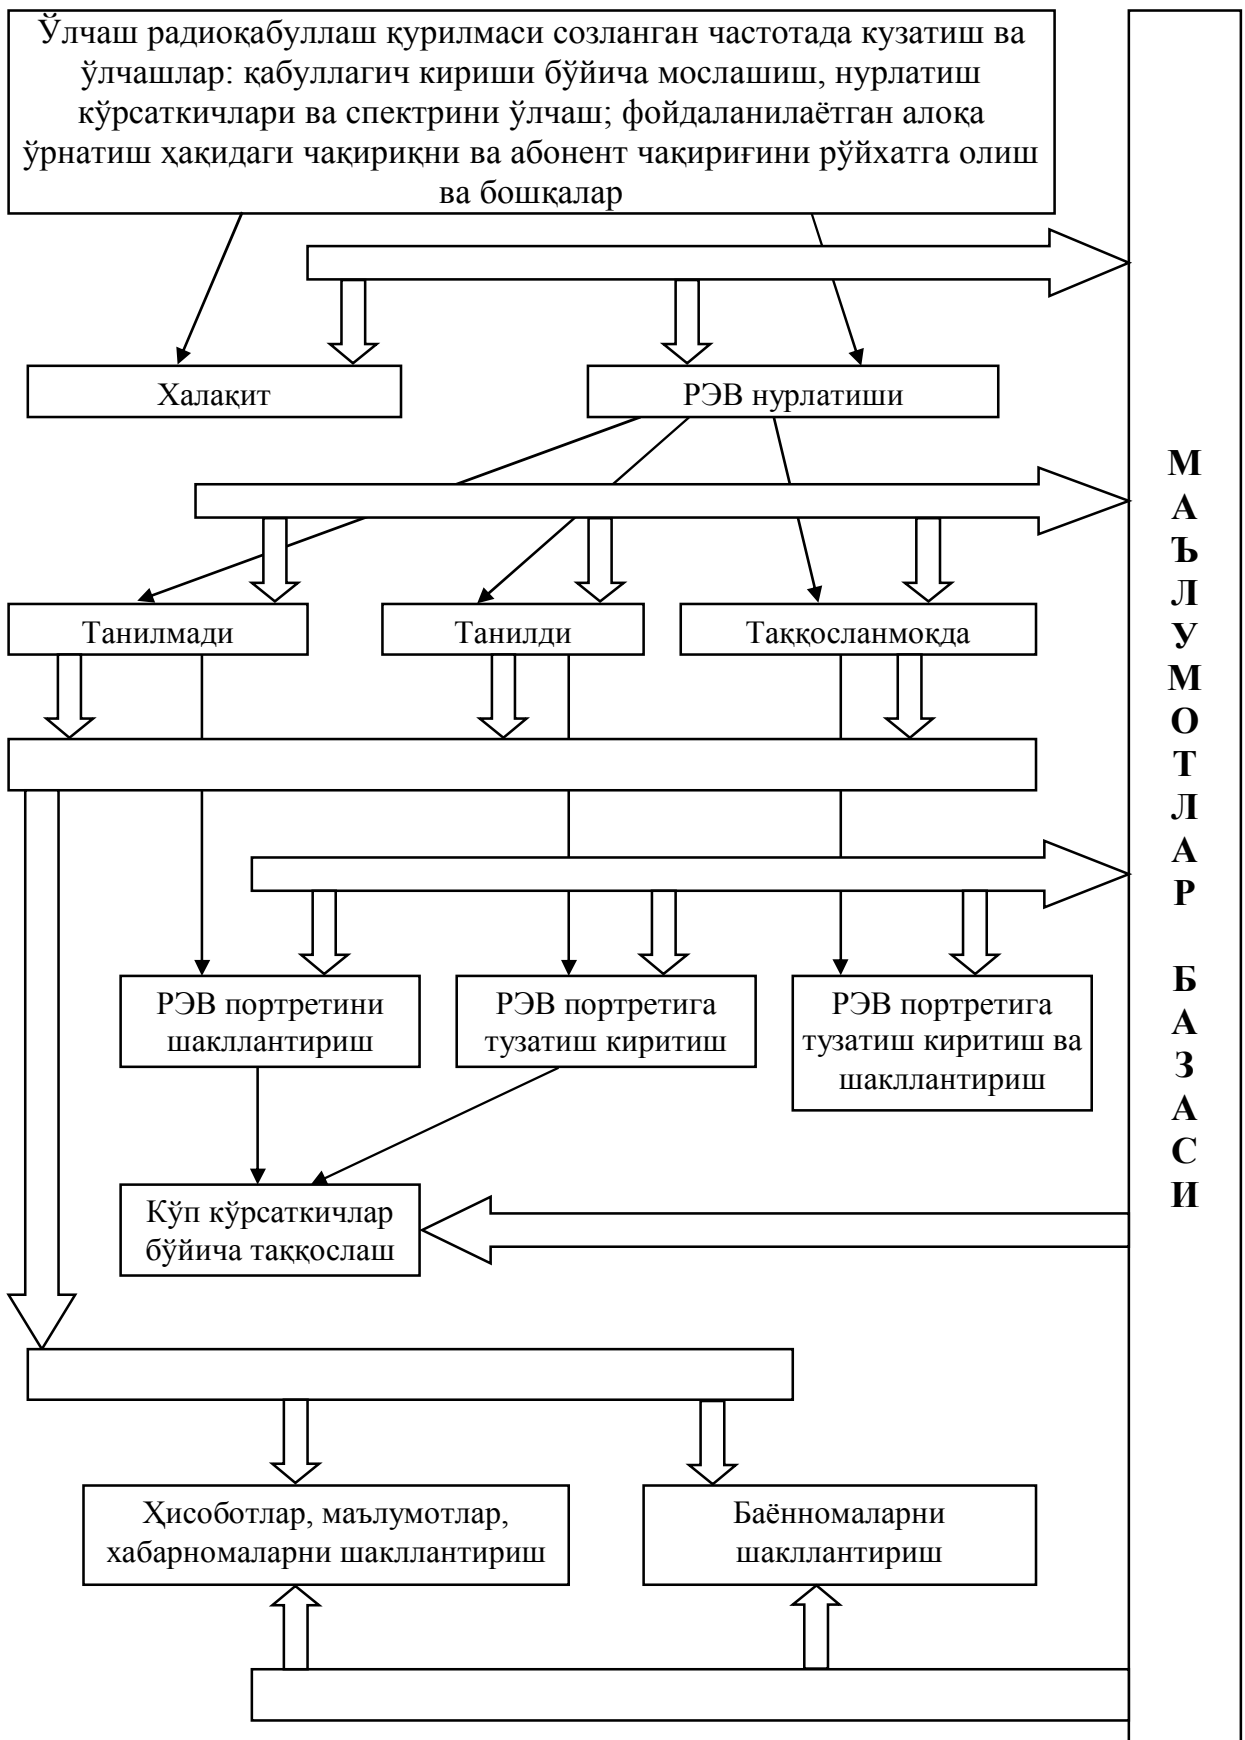 Ўлчаш радиоқабуллаш қурилмаси созланган частотада кузатиш ва
ўлчашлар: қабуллагич кириши бўйича мослашиш, нурлатиш
кўрсаткичлари ва спектрини ўлчаш; фойдаланилаётган алоқа
ўрнатиш ҳақидаги чақириқни ва абонент чақириғини рўйхатга олиш
ва бошқалар
Халақит
РЭВ нурлатиши
Танилмади
Танилди
Таққосланмоқда
РЭВ портретини
шакллантириш
РЭВ портретига
тузатиш киритиш
РЭВ портретига
тузатиш киритиш ва
шакллантириш
Кўп кўрсаткичлар
бўйича таққослаш
Ҳисоботлар, маълумотлар,
хабарномаларни шакллантириш
Баённомаларни
шакллантириш
МАЪЛУМОТЛАР БАЗАСИ